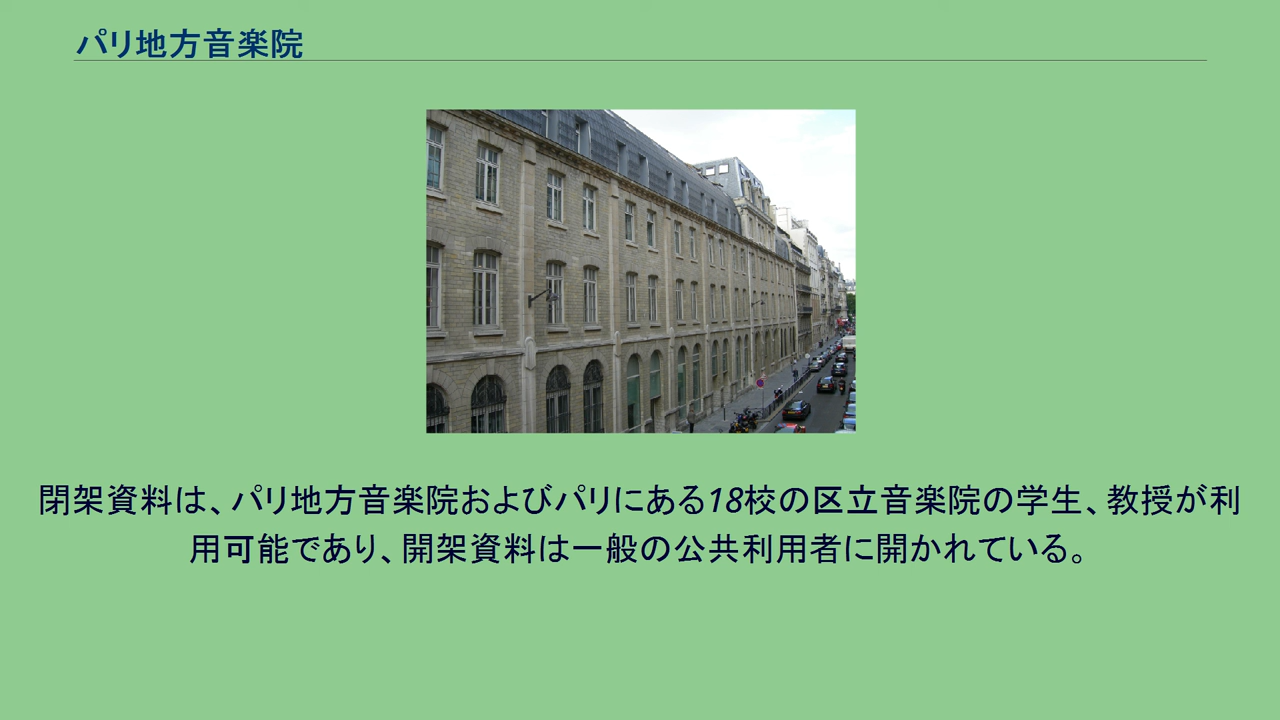 パリ地方音楽院
閉架資料は、パリ地方音楽院およびパリにある18校の区立音楽院の学生、教授が利
用可能であり、開架資料は一般の公共利用者に開かれている。